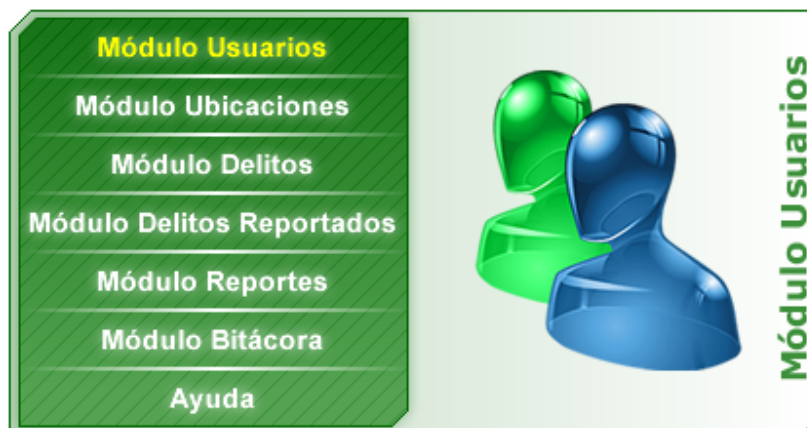 Módulo Usuarios
Módulo Ubicaciones
Módulo Delitos
Módulo Delitos Reportados
Módulo Reportes
Módulo Bitácora
Ayuda
Módulo Usuarios